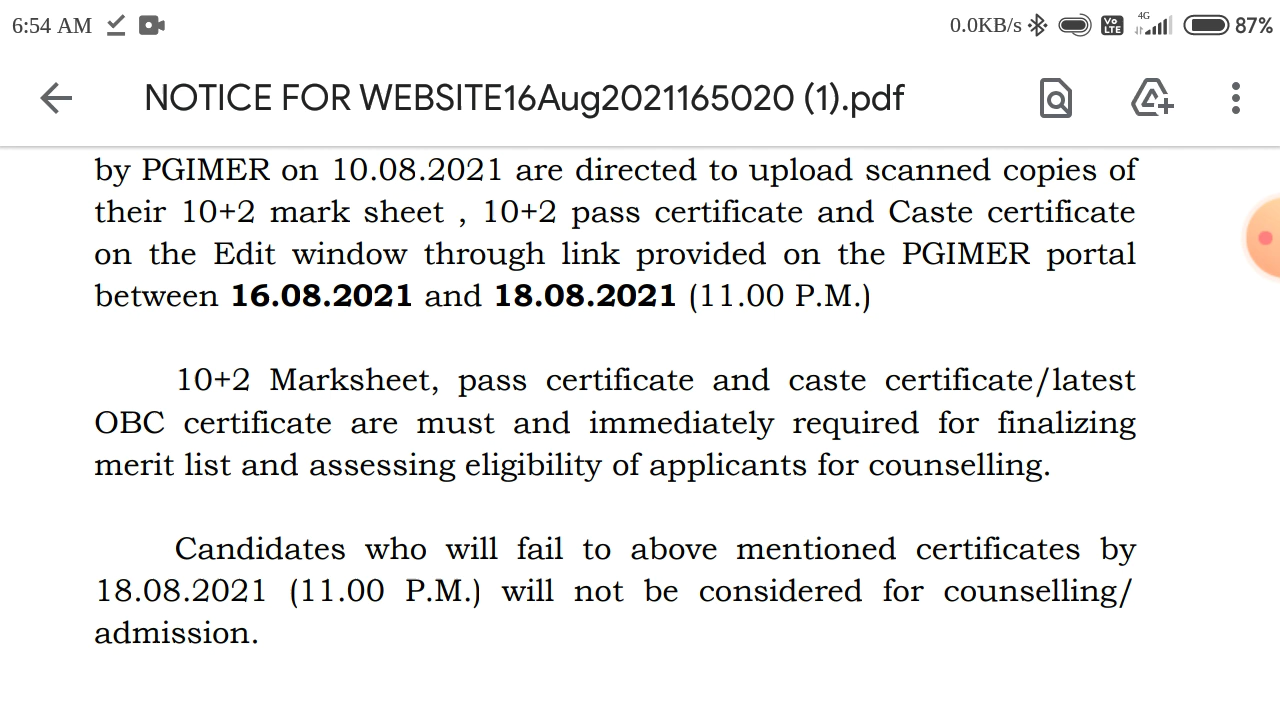 6:54 AM 0.0KB/s Vo LTE 4G 87%
NOTICE FOR WEBSITE16Aug2021165020 (1).pdf
by PGIMER on 10.08.2021 are directed to upload scanned copies of
their 10+2 mark sheet , 10+2 pass certificate and Caste certificate
on the Edit window through link provided on the PGIMER portal
between 16.08.2021 and 18.08.2021 (11.00 P.M.)
10+2 Marksheet, pass certificate and caste certificate/latest
OBC certificate are must and immediately required for finalizing
merit list and assessing eligibility of applicants for counselling.
Candidates who will fail to above mentioned certificates by
18.08.2021 (11.00 P.M.) will not be considered for counselling/
admission.